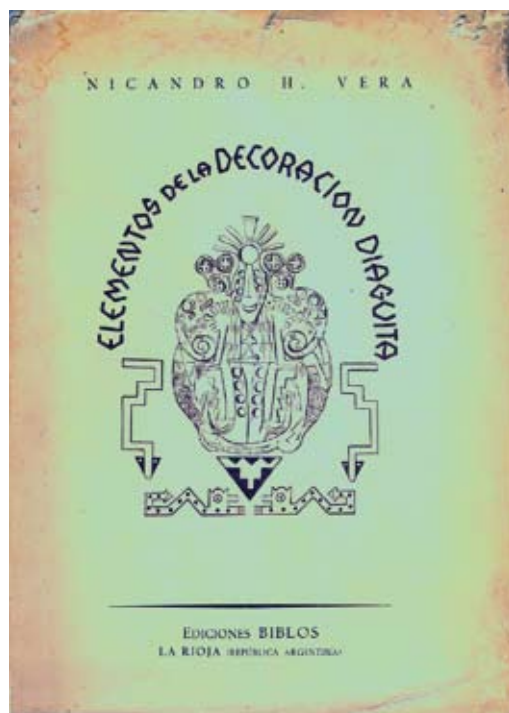 NICANDRO H. VERA
ELEMENTOS DE LA DECORACION DIAGUITA
EDICIONES BIBLOS
LA RIOJA (REPÚBLICA ARGENTINA)